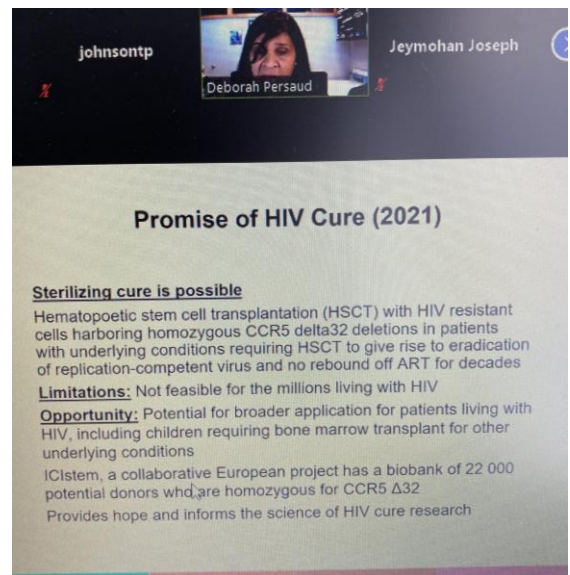 johnsontp
Deborah Persaud
Jeymohan Joseph
Promise of HIV Cure (2021)
Sterilizing cure is possible
Hematopoetic stem cell transplantation (HSCT) with HIV resistant
cells harboring homozygous CCR5 delta32 deletions in patients
with underlying conditions requiring HSCT to give rise to eradication
of replication-competent virus and no rebound off ART for decades
Limitations: Not feasible for the millions living with HIV
Opportunity: Potential for broader application for patients living with
HIV, including children requiring bone marrow transplant for other
underlying conditions
ICIstem, a collaborative European project has a biobank of 22 000
potential donors who are homozygous for CCR5 Δ32
Provides hope and informs the science of HIV cure research